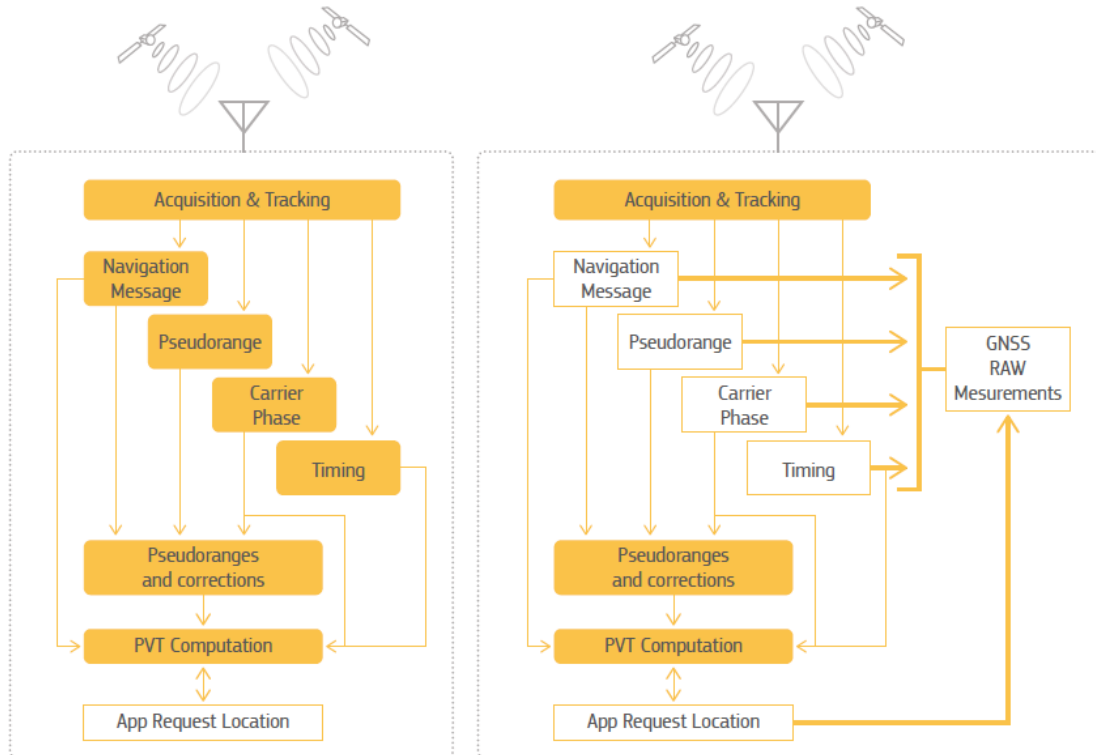 Acquisition & Tracking
Navigation
Message
Pseudorange
Carrier
Phase
Timing
Pseudoranges
and corrections
PVT Computation
App Request Location
Acquisition & Tracking
Navigation
Message
Pseudorange
Carrier
Phase
Timing
GNSS
RAW
Mesurements
Pseudoranges
and corrections
PVT Computation
App Request Location